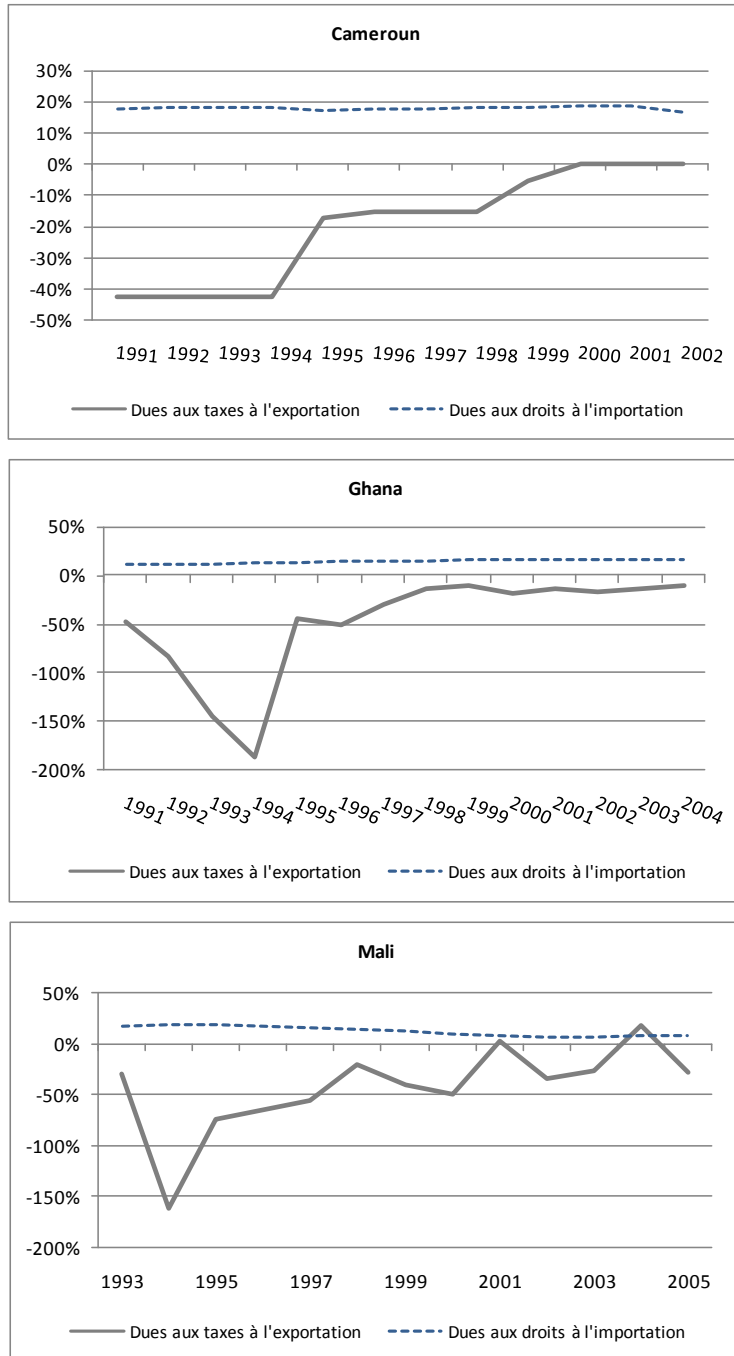 Cameroun
30%
20%
10%
0%
-10%
-20%
-30%
-40%
-50%
1991 1992 1993 1994 1995 1996 1997 1998 1999 2000 2001 2002
Dues aux taxes à l'exportation Dues aux droits à l'importation
Ghana
50%
0%
-50%
-100%
-150%
-200%
1991 1992 1993 1994 1995 1996 1997 1998 1999 2000 2001 2002 2003 2004
Dues aux taxes à l'exportation Dues aux droits à l'importation
Mali
50%
0%
-50%
-100%
-150%
-200%
1993 1995 1997 1999 2001 2003 2005
Dues aux taxes à l'exportation Dues aux droits à l'importation